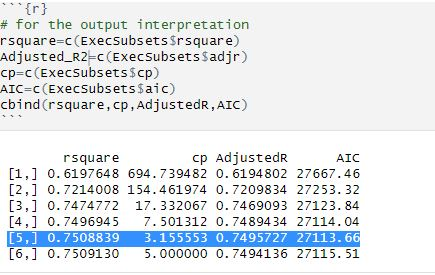 ```{r}
# for the output interpretation
rsquare=c(ExecSubsets$rsquare)
Adjusted_R2=c(ExecSubsets$adjr)
cp=c(ExecSubsets$cp)
AIC=c(ExecSubsets$aic)
cbind(rsquare,cp,AdjustedR,AIC)
```
rsquare cp AdjustedR AIC
[1,] 0.6197648 694.739482 0.6194802 27667.46
[2,] 0.7214008 154.461974 0.7209834 27253.32
[3,] 0.7474772 17.332067 0.7469093 27123.84
[4,] 0.7496945 7.501312 0.7489434 27114.04
[5,] 0.7508839 3.155553 0.7495727 27113.66
[6,] 0.7509130 5.000000 0.7494136 27115.51